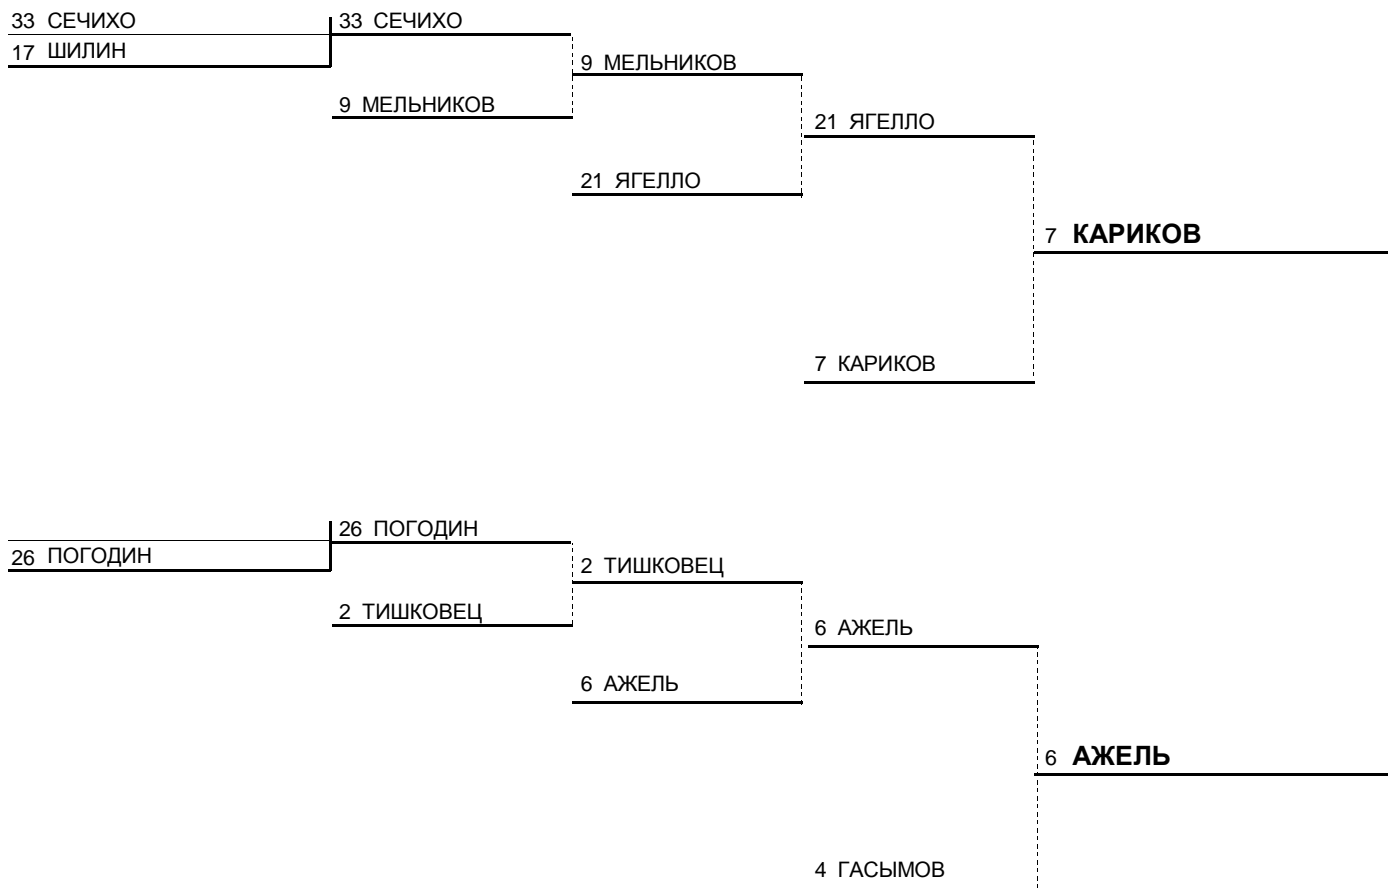 33 СЕЧИХО
17 ШИЛИН
33 СЕЧИХО
9 МЕЛЬНИКОВ
9 МЕЛЬНИКОВ
21 ЯГЕЛЛО
21 ЯГЕЛЛО
7 КАРИКОВ
7 КАРИКОВ
26 ПОГОДИН
26 ПОГОДИН
2 ТИШКОВЕЦ
2 ТИШКОВЕЦ
6 АЖЕЛЬ
6 АЖЕЛЬ
4 ГАСЫМОВ
6 АЖЕЛЬ